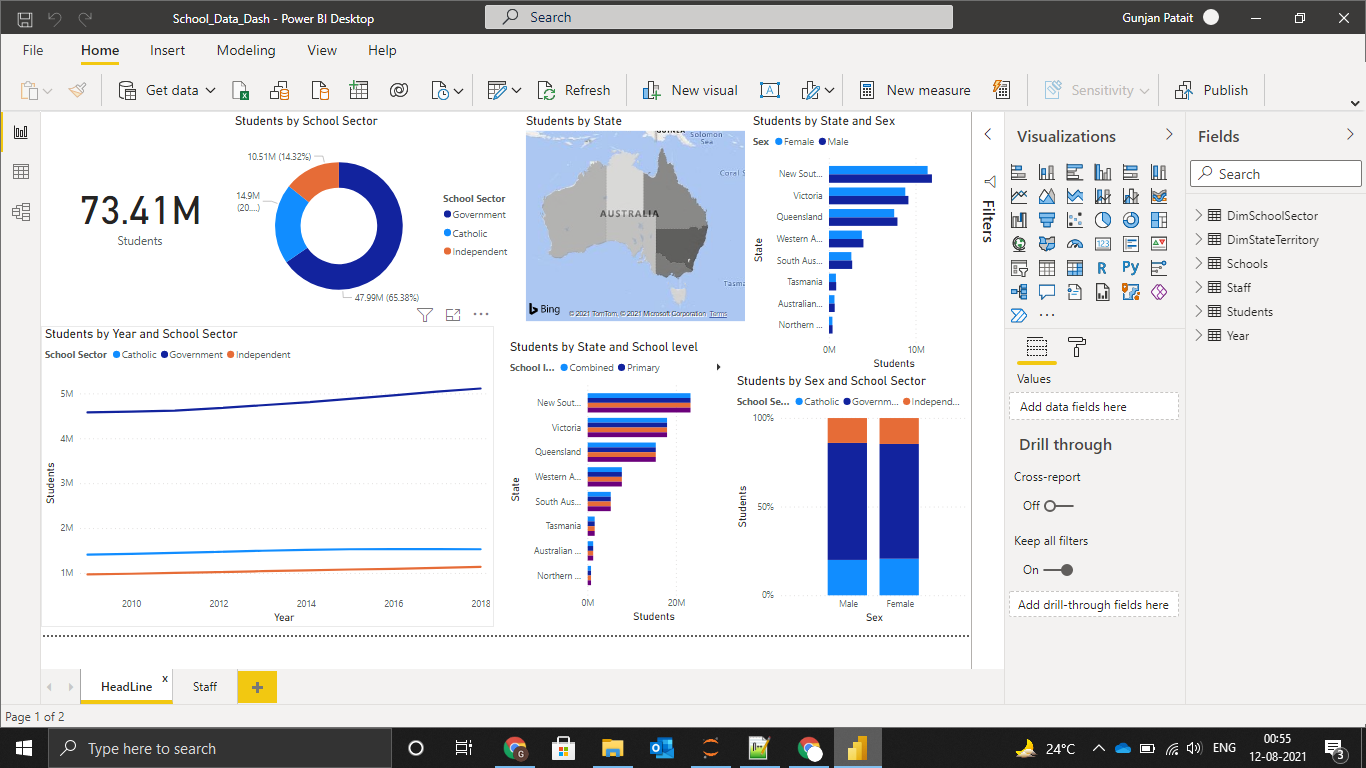 School_Data_Dash - Power BI Desktop
Search
Gunjan Patait
File Home Insert Modeling View Help
Get data
Refresh
New visual
A
New measure
Sensitivity
Publish
Students by School Sector
73.41M
Students
10.51M (14.32%)
14.9M
(20....
47.99M (65.38%)
School Sector
Government
Catholic
Independent
Students by State
Solomon
Sea
Coral S
AUSTRALIA
Tasma
Bing
© 2021 TomTom, © 2021 Microsoft Corporation Terms
Students by State and Sex
Sex Female Male
State
New Sout...
Victoria
Queensland
Western A...
South Aus...
Tasmania
Australian...
Northern ...
0M 10M
Students
Students by Year and School Sector
School Sector Catholic Government Independent
Students
5M
4M
3M
2M
1M
2010 2012 2014 2016 2018
Year
Students by State and School level
School l... Combined Primary
State
New Sout...
Victoria
Queensland
Western A...
South Aus...
Tasmania
Australian ...
Northern ...
0M 20M
Students
Students by Sex and School Sector
School Se... Catholic Governm... Independ...
Students
100%
50%
0%
Male Female
Sex
Filters
Visualizations
123
R Py
Values
Add data fields here
Drill through
Cross-report
Off
Keep all filters
On
Add drill-through fields here
Fields
Search
DimSchoolSector
DimStateTerritory
Schools
Staff
Students
Year
HeadLine x
Staff
+
Page 1 of 2
Type here to search
G
24°C
ENG
00:55
12-08-2021
3